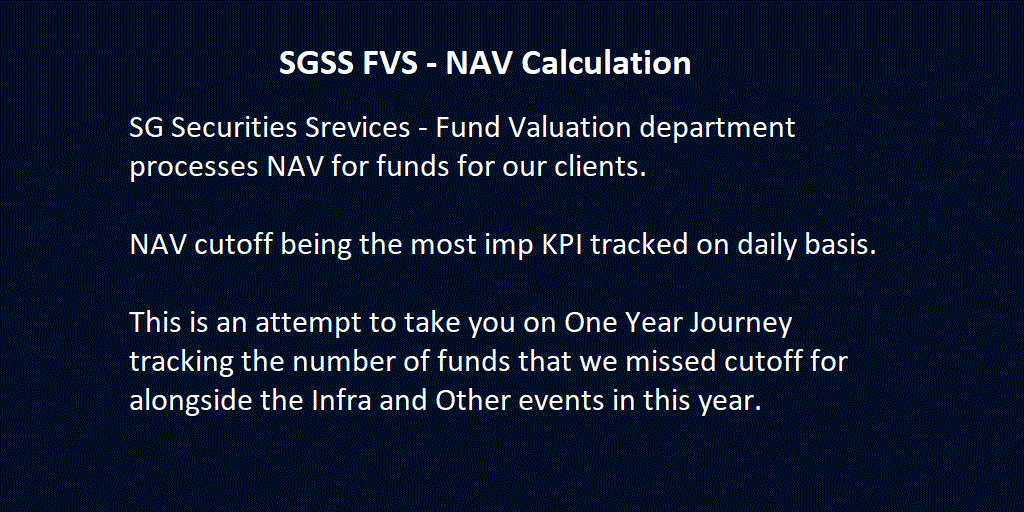 SGSS FVS - NAV Calculation
SG Securities Srevices - Fund Valuation department
processes NAV for funds for our clients.
NAV cutoff being the most imp KPI tracked on daily basis.
This is an attempt to take you on One Year Journey
tracking the number of funds that we missed cutoff for
alongside the Infra and Other events in this year.